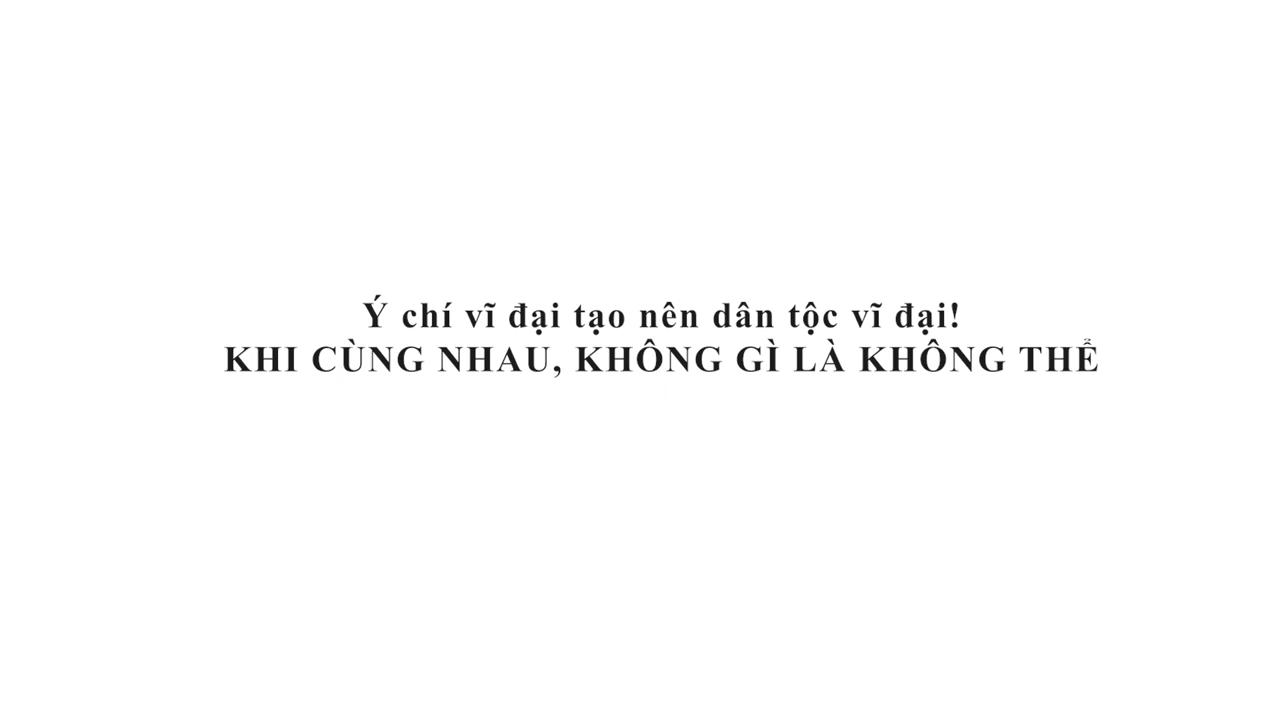 Ý chí vĩ đại tạo nên dân tộc vĩ đại!
KHI CÙNG NHAU, KHÔNG GÌ LÀ KHÔNG THỂ